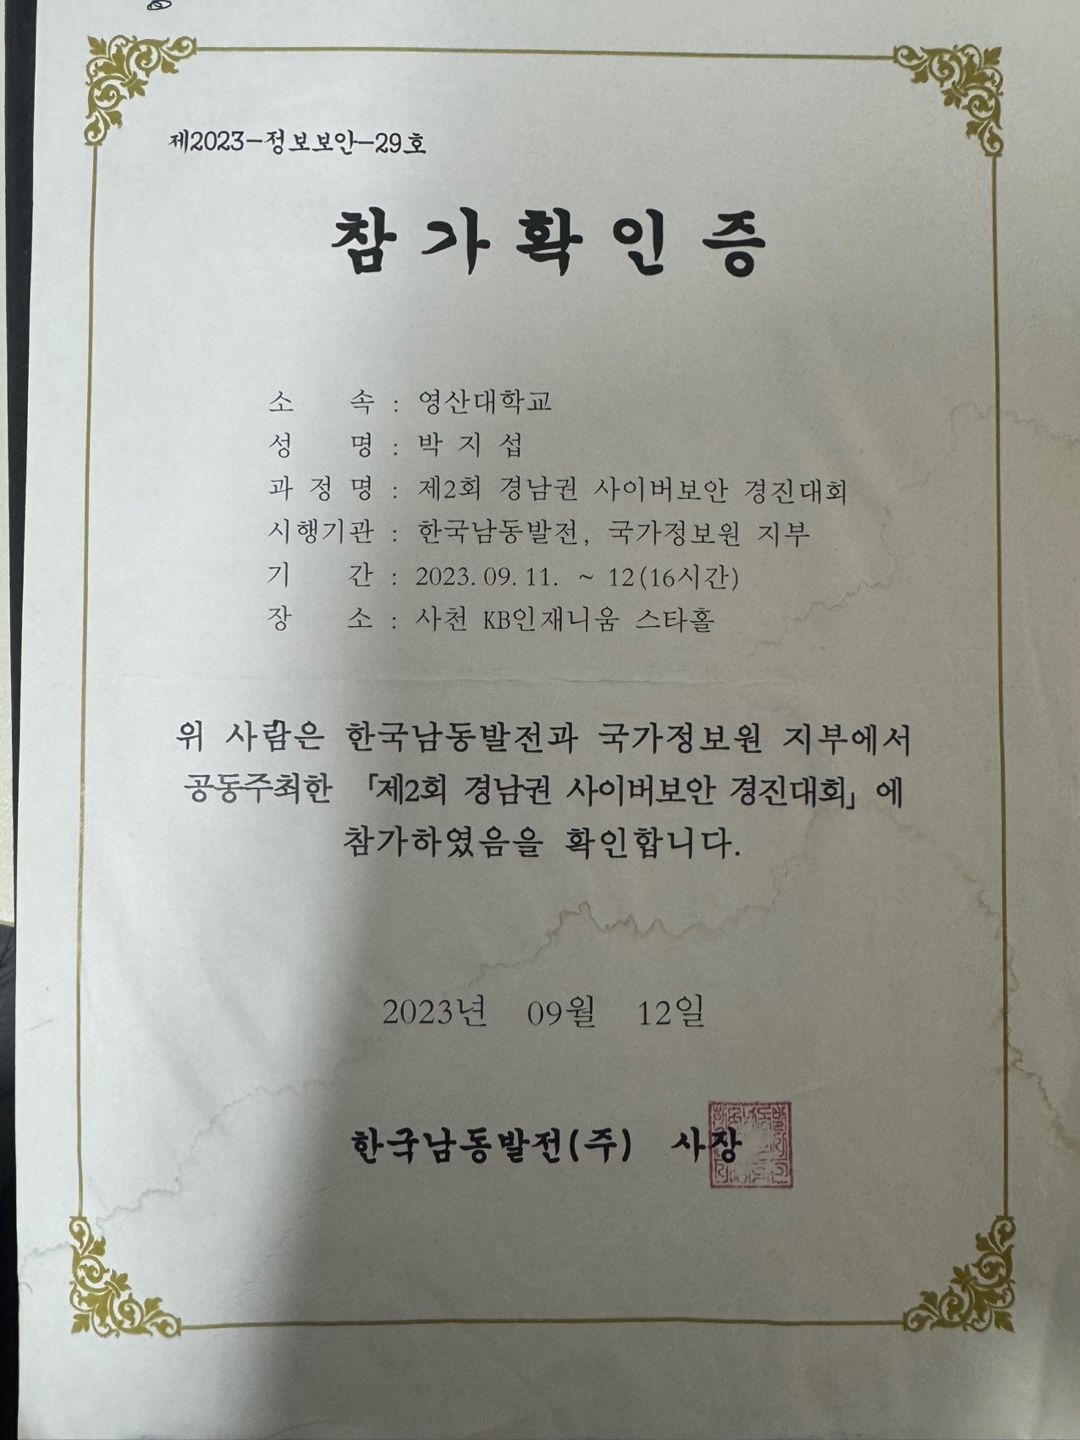 제2023-정보보안-29호
참가확인증
소 속 : 영산대학교
성 명 : 박 지 섭
과 정 명 : 제2회 경남권 사이버보안 경진대회
시행기관 : 한국남동발전, 국가정보원 지부
기 간 : 2023. 09. 11. ~ 12(16시간)
장 소 : 사천 KB인재니움 스타홀
위 사람은 한국남동발전과 국가정보원 지부에서
공동주최한 「제2회 경남권 사이버보안 경진대회」에
참가하였음을 확인합니다.
2023년 09월 12일
한국남동발전(주) 사장